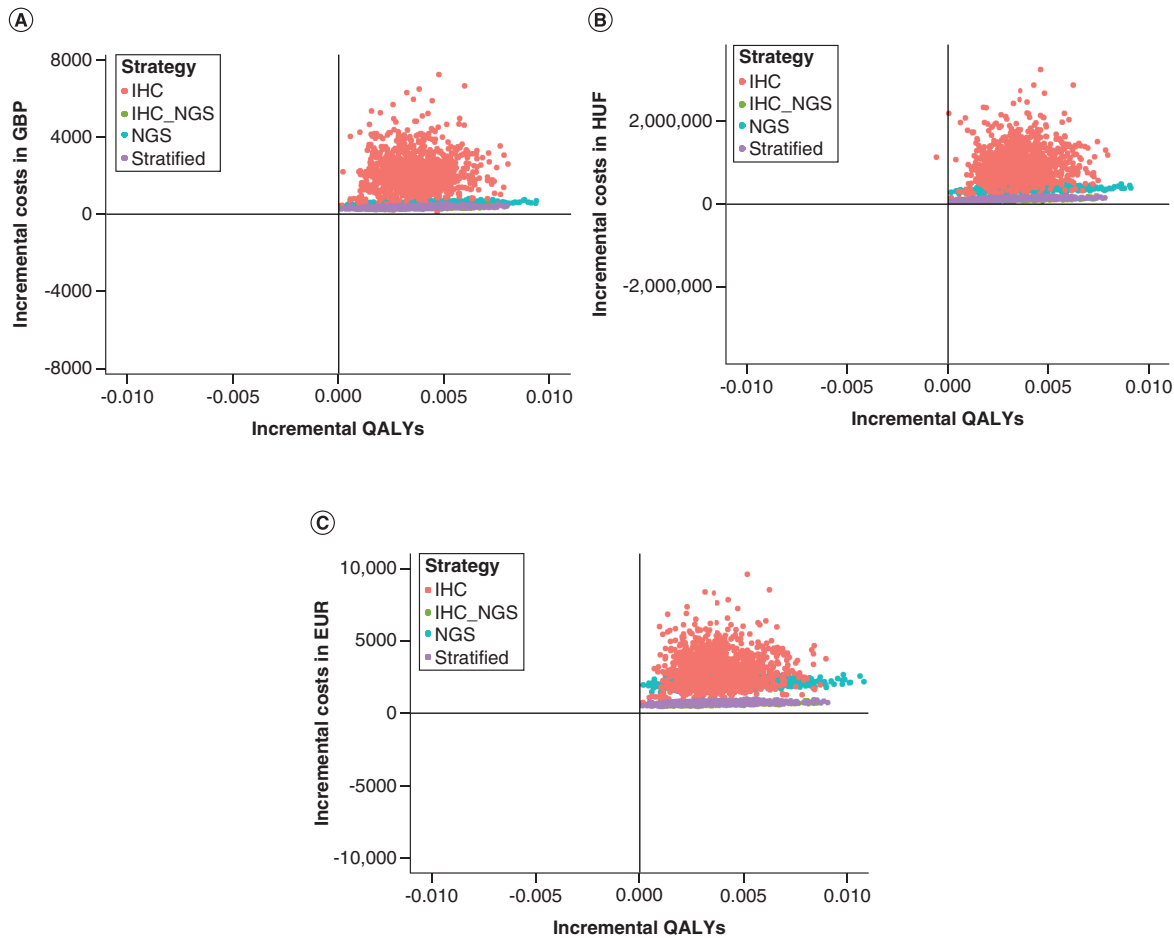 A
8000
4000
0
-4000
-8000
Incremental costs in GBP
Strategy
IHC
IHC_NGS
NGS
Stratified
-0.010
-0.005
0.000
0.005
0.010
Incremental QALYs
B
2,000,000
0
-2,000,000
Incremental costs in HUF
Strategy
IHC
IHC_NGS
NGS
Stratified
-0.010
-0.005
0.000
0.005
0.010
Incremental QALYs
C
10,000
5000
0
-5000
-10,000
Incremental costs in EUR
Strategy
IHC
IHC_NGS
NGS
Stratified
-0.010
-0.005
0.000
0.005
0.010
Incremental QALYs